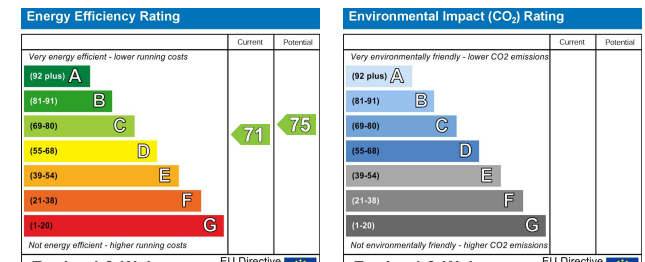 Energy Efficiency Rating
Current Potential
Very energy efficient - lower running costs
(92 plus) A
(81-91) B
(69-80) C
71 75
(55-68) D
(39-54) E
(21-38) F
(1-20) G
Not energy efficient - higher running costs
EU Directive
Environmental Impact (CO₂) Rating
Current Potential
Very environmentally friendly - lower CO2 emissions
(92 plus) A
(81-91) B
(69-80) C
(55-68) D
(39-54) E
(21-38) F
(1-20) G
Not environmentally friendly - higher CO2 emissions
EU Directive